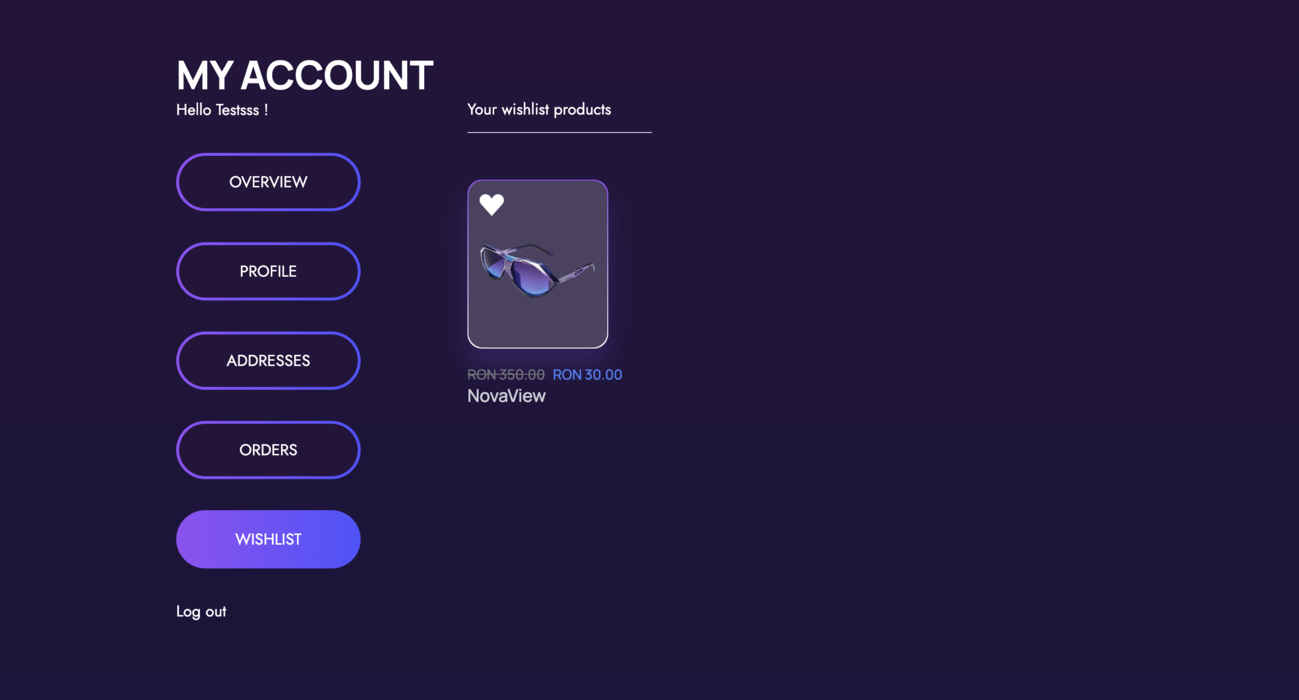 MY ACCOUNT
Hello Testsss !
OVERVIEW
PROFILE
ADDRESSES
ORDERS
WISHLIST
Log out
Your wishlist products
RON 350.00 RON 30.00
NovaView